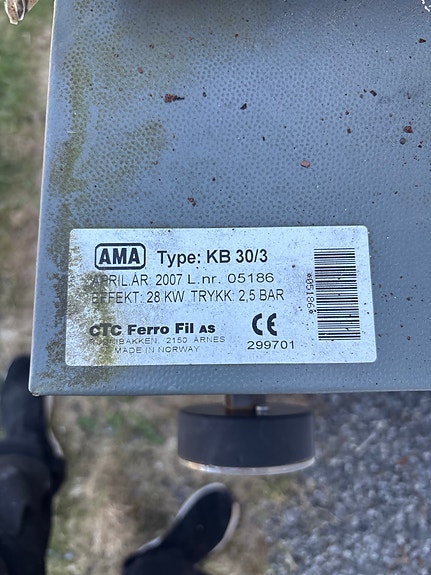 AMA Type: KB 30/3
APRIL.ÅR: 2007 L.nr. 05186
EFFEKT: 28 KW TRYKK: 2,5 BAR
CTC Ferro Fil AS
2150 ÅRNES
MADE IN NORWAY
CE
299701
*05186*